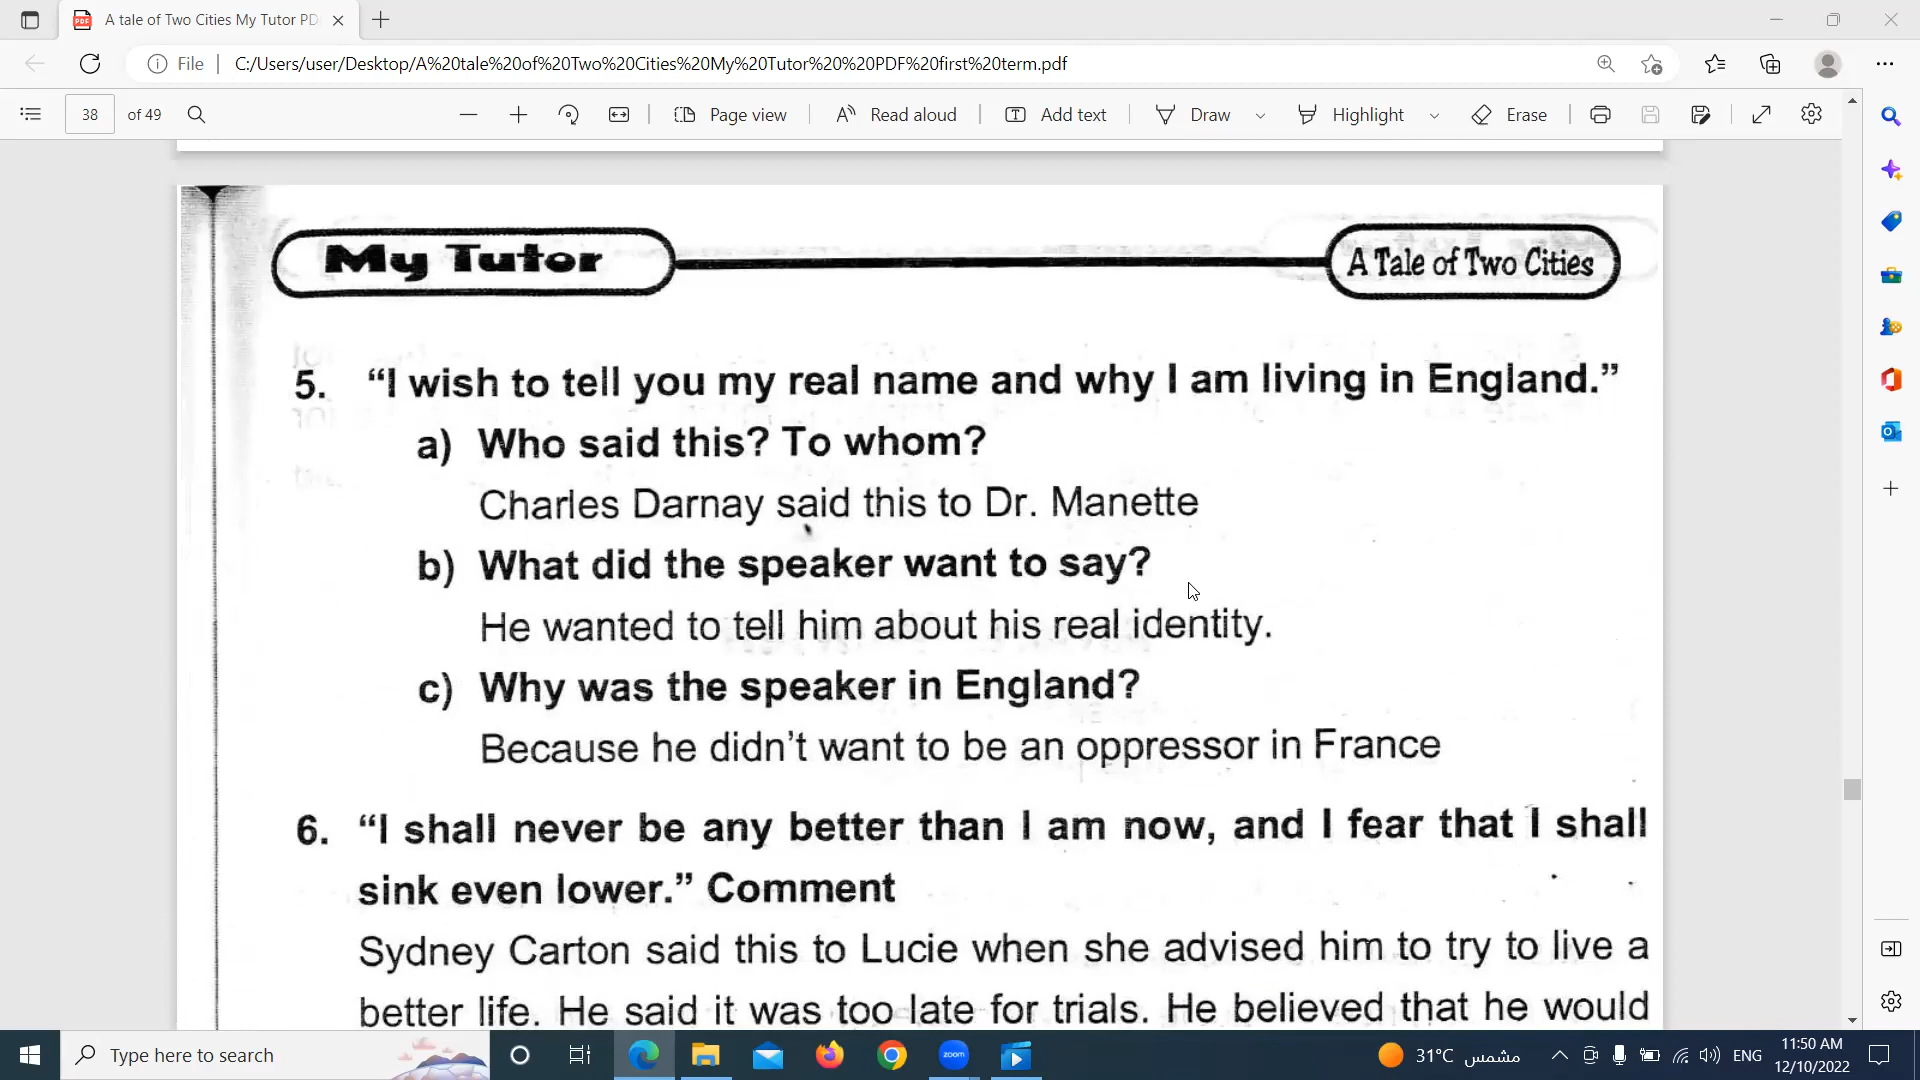 A tale of Two Cities My Tutor PD
File
C:/Users/user/Desktop/A%20tale%20of%20Two%20Cities%20My%20Tutor%20%20PDF%20first%20term.pdf
38 of 49
Page view
Read aloud
Add text
Draw
Highlight
Erase
My Tutor
A Tale of Two Cities
5. “I wish to tell you my real name and why I am living in England.”
a) Who said this? To whom?
Charles Darnay said this to Dr. Manette
b) What did the speaker want to say?
He wanted to tell him about his real identity.
c) Why was the speaker in England?
Because he didn’t want to be an oppressor in France
6. “I shall never be any better than I am now, and I fear that I shall
sink even lower.” Comment
Sydney Carton said this to Lucie when she advised him to try to live a
better life. He said it was too late for trials. He believed that he would
Type here to search
zoom
31°C مشمس
ENG
11:50 AM
12/10/2022